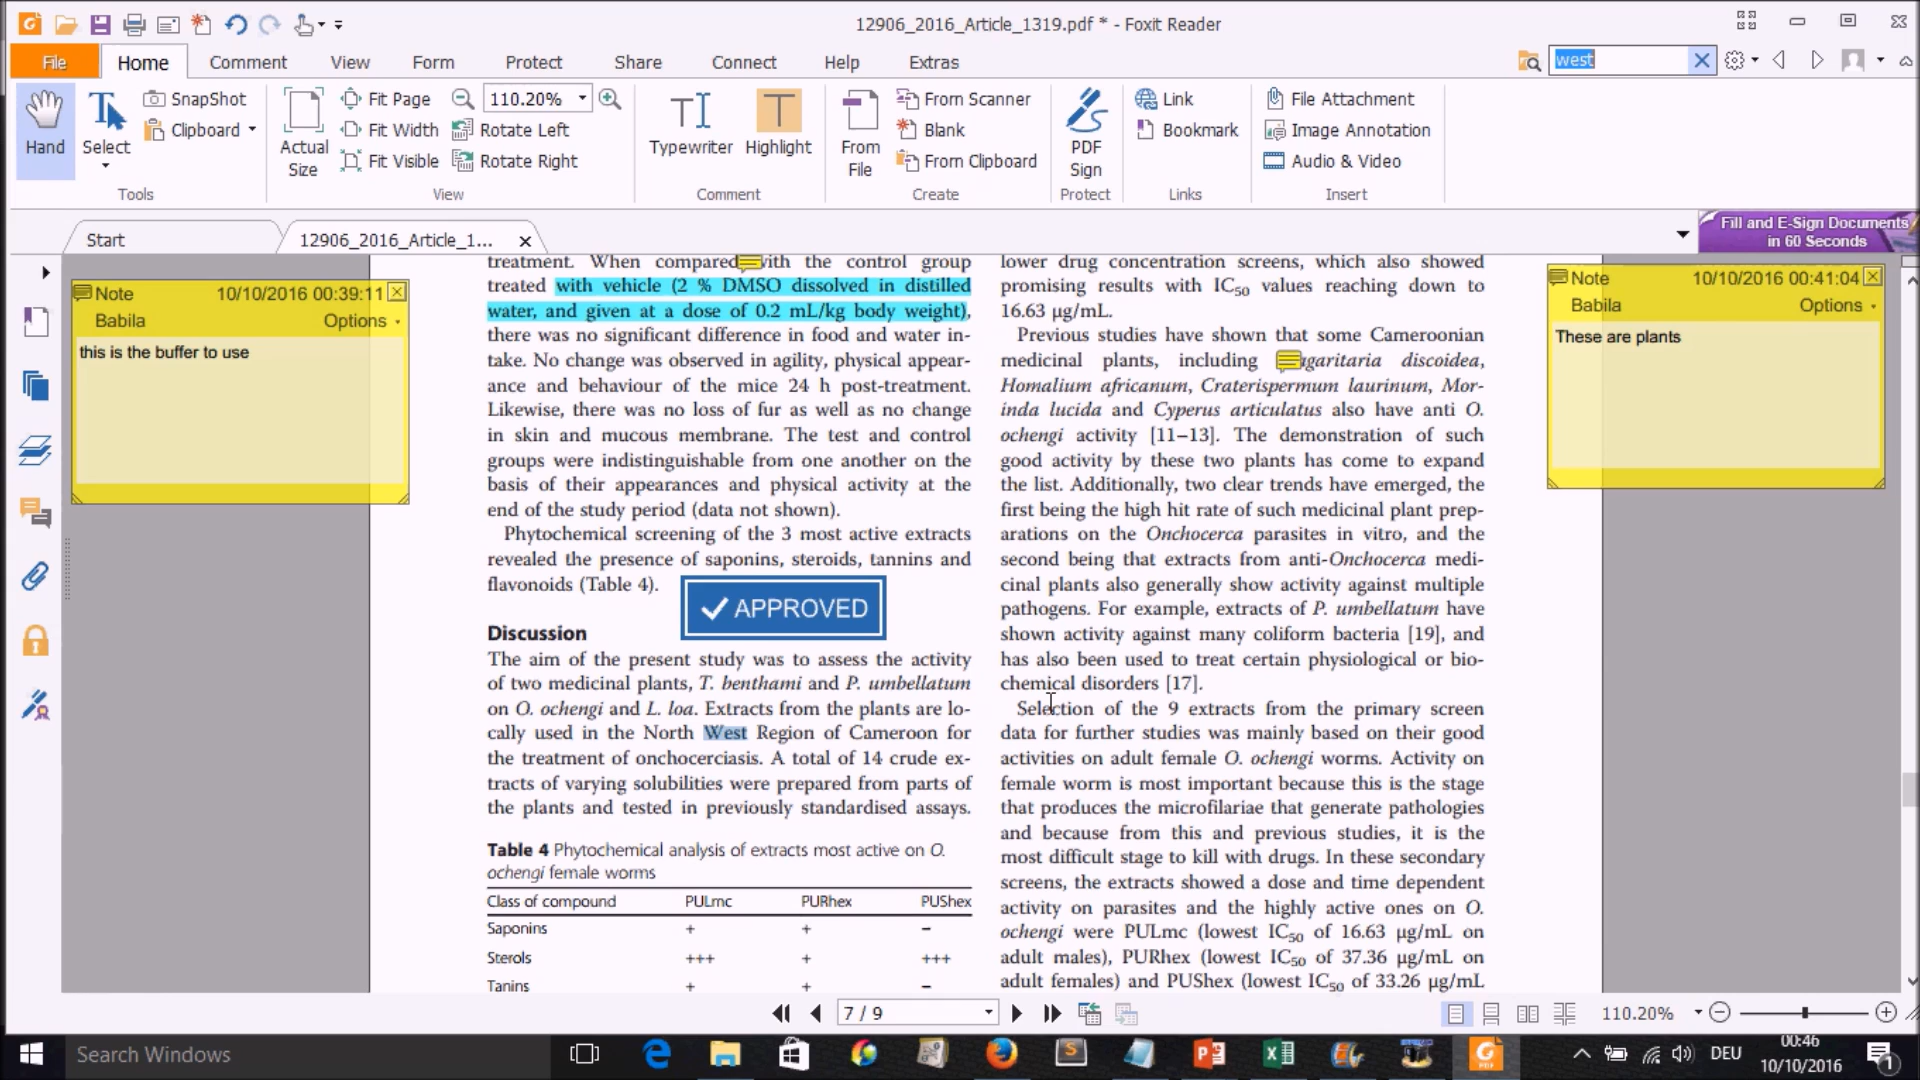 12906_2016_Article_1319.pdf * - Foxit Reader
File
Home
Comment
View
Form
Protect
Share
Connect
Help
Extras
west
Hand
Select
SnapShot
Clipboard
Tools
Actual
Size
Fit Page
Fit Width
Fit Visible
110.20%
Rotate Left
Rotate Right
View
Typewriter
Highlight
Comment
From
File
From Scanner
Blank
From Clipboard
Create
PDF
Sign
Protect
Link
Bookmark
Links
File Attachment
Image Annotation
Audio & Video
Insert
Start
12906_2016_Article_1...
Fill and E-Sign Documents
in 60 Seconds
Note 10/10/2016 00:39:11
Babila Options
this is the buffer to use
treatment. When compared with the control group
treated with vehicle (2 % DMSO dissolved in distilled
water, and given at a dose of 0.2 mL/kg body weight),
there was no significant difference in food and water in-
take. No change was observed in agility, physical appear-
ance and behaviour of the mice 24 h post-treatment.
Likewise, there was no loss of fur as well as no change
in skin and mucous membrane. The test and control
groups were indistinguishable from one another on the
basis of their appearances and physical activity at the
end of the study period (data not shown).
Phytochemical screening of the 3 most active extracts
revealed the presence of saponins, steroids, tannins and
flavonoids (Table 4).
APPROVED
Discussion
The aim of the present study was to assess the activity
of two medicinal plants, T. benthami and P. umbellatum
on O. ochengi and L. loa. Extracts from the plants are lo-
cally used in the North West Region of Cameroon for
the treatment of onchocerciasis. A total of 14 crude ex-
tracts of varying solubilities were prepared from parts of
the plants and tested in previously standardised assays.
Table 4 Phytochemical analysis of extracts most active on O.
ochengi female worms
Class of compound PULmc PURhex PUShex
Saponins + + –
Sterols +++ + +++
Tanins + + –
lower drug concentration screens, which also showed
promising results with IC50 values reaching down to
16.63 μg/mL.
Previous studies have shown that some Cameroonian
medicinal plants, including garitaria discoidea,
Homalium africanum, Craterispermum laurinum, Mor-
inda lucida and Cyperus articulatus also have anti O.
ochengi activity [11–13]. The demonstration of such
good activity by these two plants has come to expand
the list. Additionally, two clear trends have emerged, the
first being the high hit rate of such medicinal plant prep-
arations on the Onchocerca parasites in vitro, and the
second being that extracts from anti-Onchocerca medi-
cinal plants also generally show activity against multiple
pathogens. For example, extracts of P. umbellatum have
shown activity against many coliform bacteria [19], and
has also been used to treat certain physiological or bio-
chemical disorders [17].
Selection of the 9 extracts from the primary screen
data for further studies was mainly based on their good
activities on adult female O. ochengi worms. Activity on
female worm is most important because this is the stage
that produces the microfilariae that generate pathologies
and because from this and previous studies, it is the
most difficult stage to kill with drugs. In these secondary
screens, the extracts showed a dose and time dependent
activity on parasites and the highly active ones on O.
ochengi were PULmc (lowest IC50 of 16.63 μg/mL on
adult males), PURhex (lowest IC50 of 37.36 μg/mL on
adult females) and PUShex (lowest IC50 of 33.26 μg/mL
Note 10/10/2016 00:41:04
Babila Options
These are plants
7 / 9
110.20%
Search Windows
DEU
00:46
10/10/2016
1